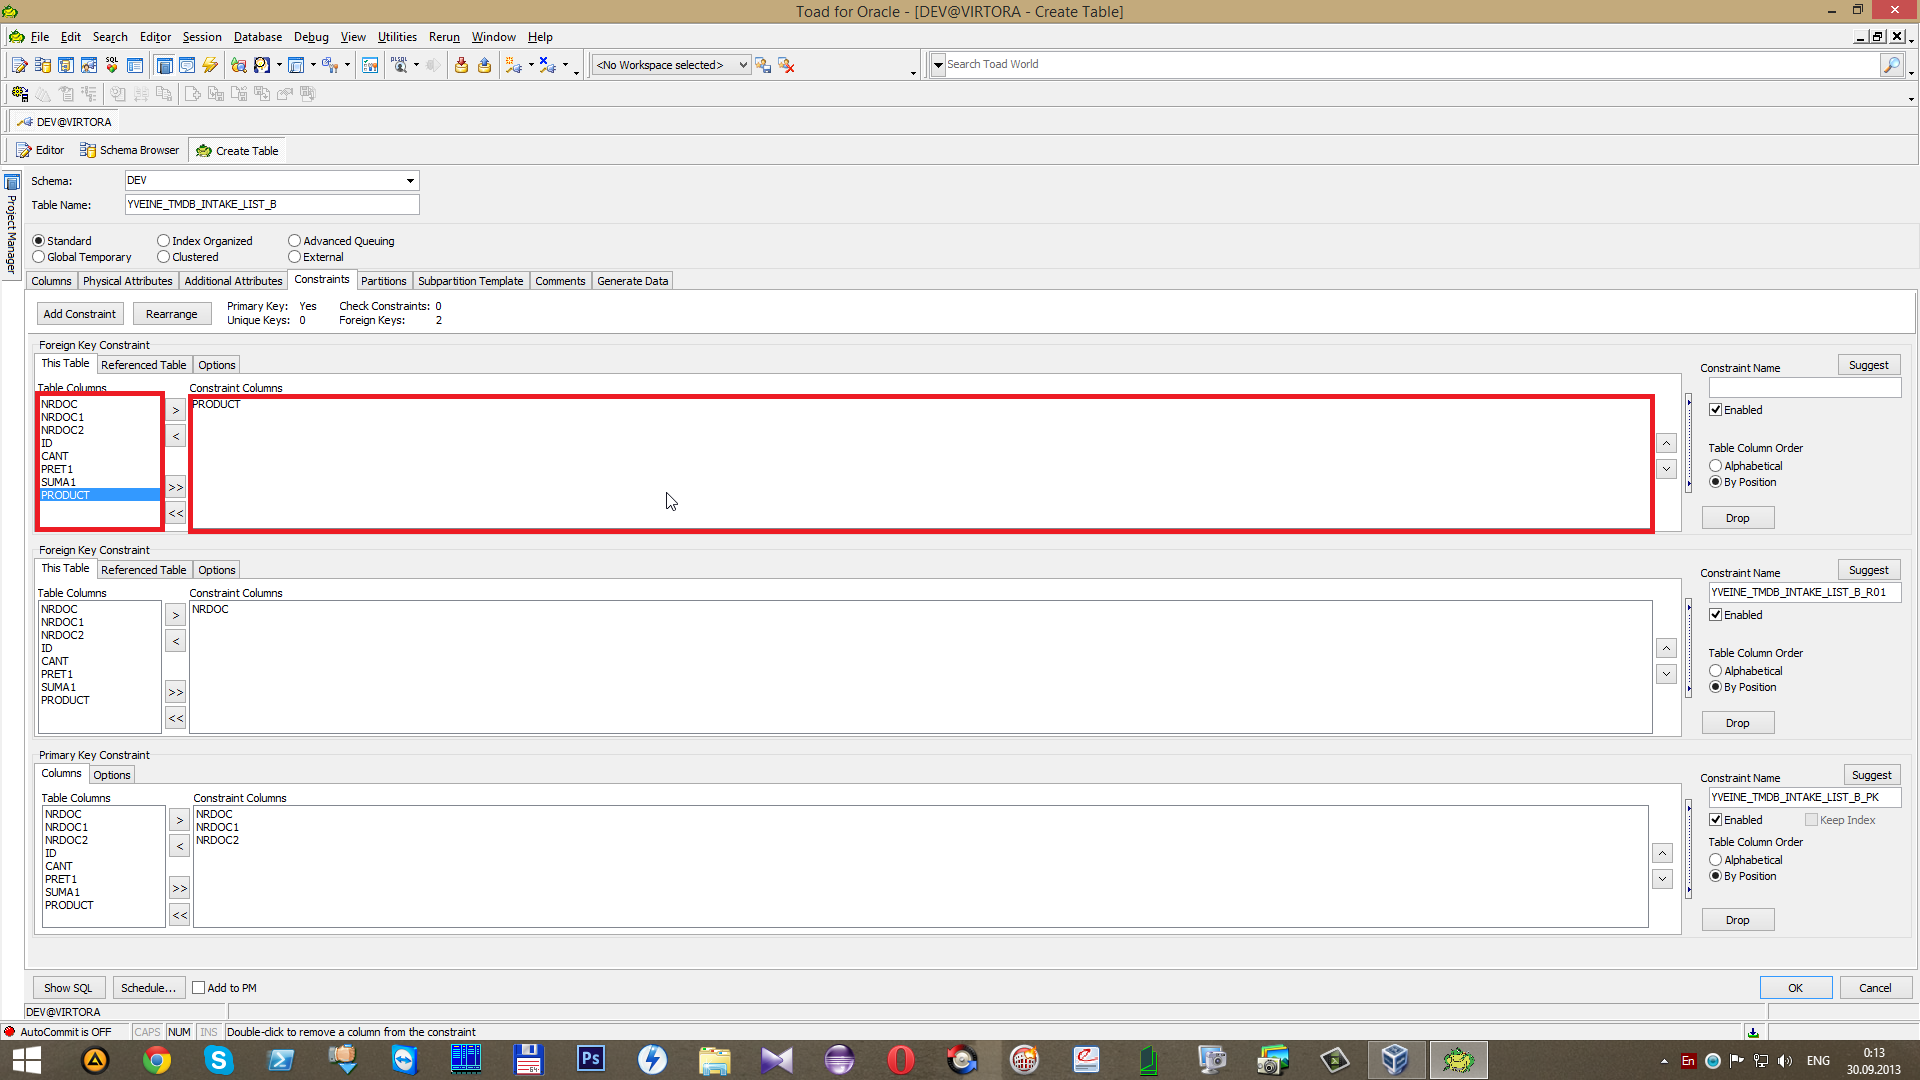 Toad for Oracle - [DEV@VIRTORA - Create Table]
File Edit Search Editor Session Database Debug View Utilities Rerun Window Help
<No Workspace selected> Search Toad World
DEV@VIRTORA
Editor Schema Browser Create Table
Project Manager
Schema: DEV
Table Name: YVEINE_TMDB_INTAKE_LIST_B
Standard Index Organized Advanced Queuing
Global Temporary Clustered External
Columns Physical Attributes Additional Attributes Constraints Partitions Subpartition Template Comments Generate Data
Add Constraint Rearrange
Primary Key: Yes Check Constraints: 0
Unique Keys: 0 Foreign Keys: 2
Foreign Key Constraint
This Table Referenced Table Options
Table Columns Constraint Columns
NRDOC
NRDOC1
NRDOC2
ID
CANT
PRET1
SUMA1
PRODUCT
>
<
>>
<<
PRODUCT
Constraint Name Suggest
Enabled
Table Column Order
Alphabetical
By Position
Drop
Foreign Key Constraint
This Table Referenced Table Options
Table Columns Constraint Columns
NRDOC
NRDOC1
NRDOC2
ID
CANT
PRET1
SUMA1
PRODUCT
>
<
>>
<<
NRDOC
Constraint Name Suggest
YVEINE_TMDB_INTAKE_LIST_B_R01
Enabled
Table Column Order
Alphabetical
By Position
Drop
Primary Key Constraint
Columns Options
Table Columns Constraint Columns
NRDOC
NRDOC1
NRDOC2
ID
CANT
PRET1
SUMA1
PRODUCT
>
<
>>
<<
NRDOC
NRDOC1
NRDOC2
Constraint Name Suggest
YVEINE_TMDB_INTAKE_LIST_B_PK
Enabled Keep Index
Table Column Order
Alphabetical
By Position
Drop
Show SQL Schedule... Add to PM OK Cancel
DEV@VIRTORA
AutoCommit is OFF CAPS NUM INS Double-click to remove a column from the constraint
Ps
En ENG 0:13
30.09.2013